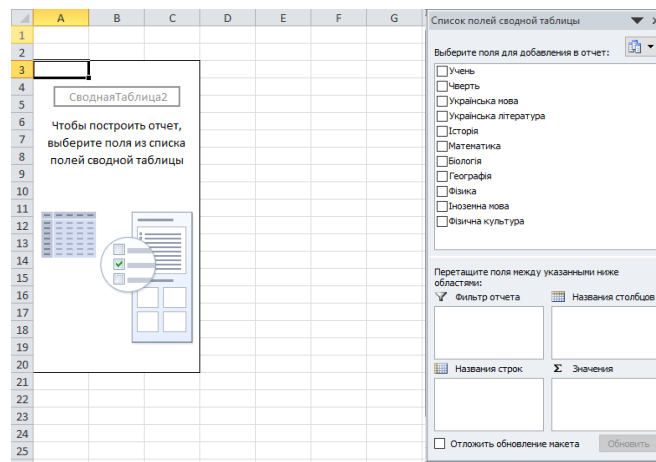 A B C D E F G
1
2
3
4
5
6
7
8
9
10
11
12
13
14
15
16
17
18
19
20
21
22
23
24
25
СводнаяТаблица2
Чтобы построить отчет,
выберите поля из списка
полей сводной таблицы
Список полей сводной таблицы
Выберите поля для добавления в отчет:
Учень
Чверть
Українська мова
Українська література
Історія
Математика
Біологія
Географія
Фізика
Іноземна мова
Фізична культура
Перетащите поля между указанными ниже
областями:
Фильтр отчета
Названия столбцов
Названия строк
Σ Значения
Отложить обновление макета
Обновить